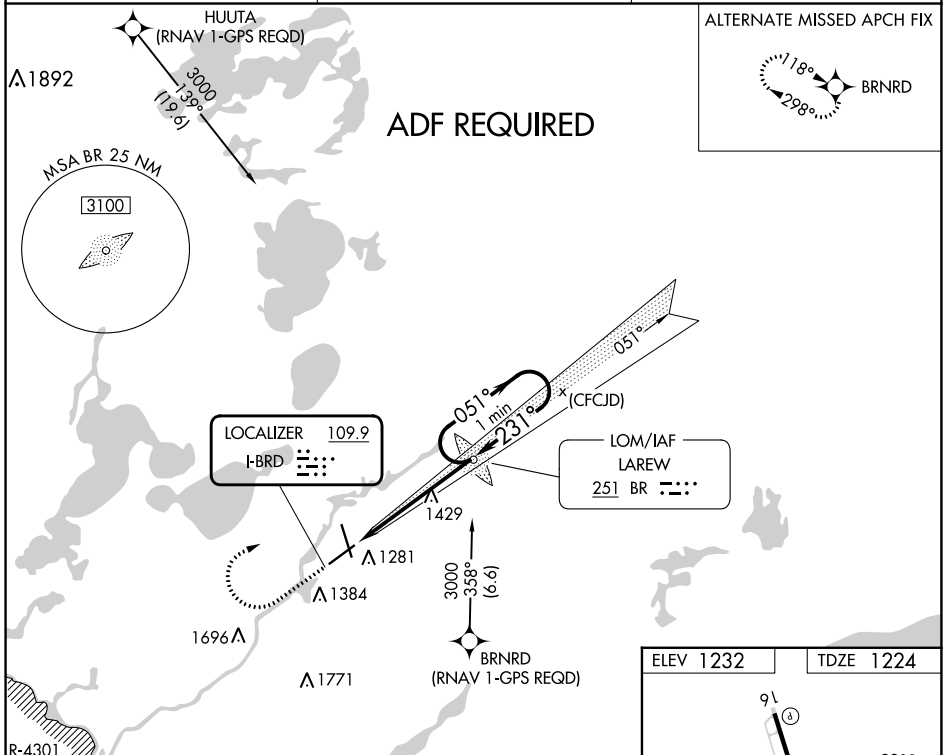 HUUTA
(RNAV 1-GPS REQD)
3000
139°
(19.6)
1892
ALTERNATE MISSED APCH FIX
118°
298°
BRNRD
ADF REQUIRED
MSA BR 25 NM
3100
051°
051°
1 min
231°
(CFCJD)
LOCALIZER 109.9
I-BRD
LOM/IAF
LAREW
251 BR
1429
1281
1384
1696
1771
3000
358°
(6.6)
BRNRD
(RNAV 1-GPS REQD)
R-4301
ELEV 1232
TDZE 1224
16
P